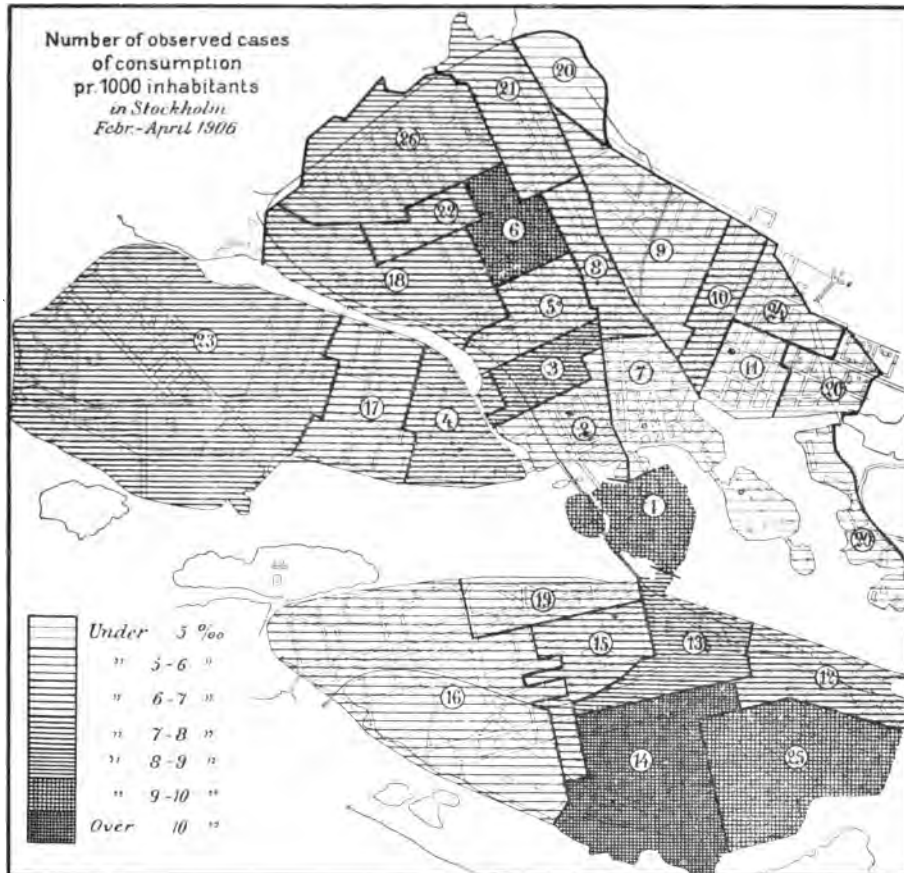 Number of observed cases
of consumption
pr. 1000 inhabitants
in Stockholm
Febr.-April 1906
20
21
26
22
6
9
8
18
10
5
24
23
3
7
11
20
17
4
2
1
20
19
15
13
12
16
14
25
Under 5 ‰
" 5-6 "
" 6-7 "
" 7-8 "
" 8-9 "
" 9-10 "
Over 10 "